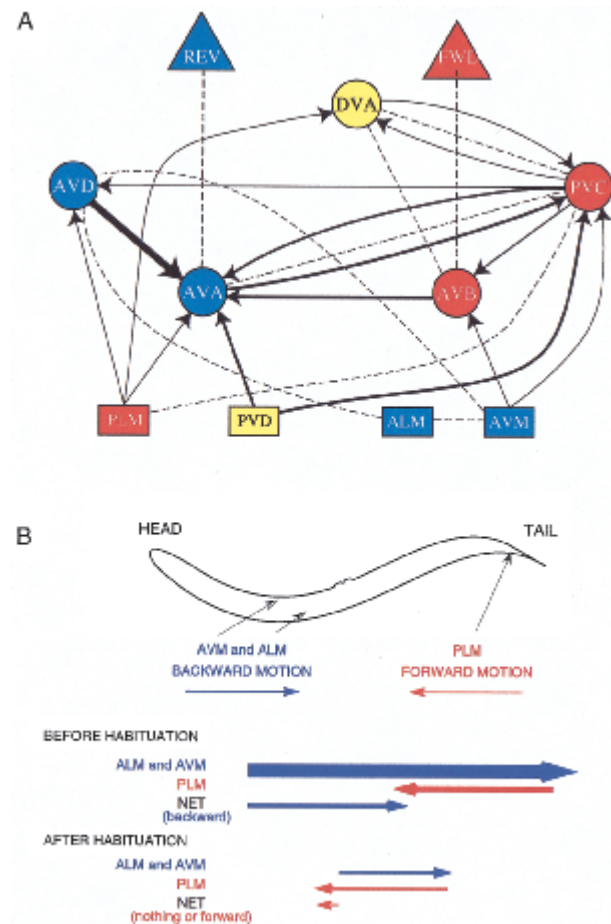 A
REV
FWD
DVA
AVD
PVC
AVA
AVB
PLM
PVD
ALM
AVM
B
HEAD
TAIL
AVM and ALM
BACKWARD MOTION
PLM
FORWARD MOTION
BEFORE HABITUATION
ALM and AVM
PLM
NET
(backward)
AFTER HABITUATION
ALM and AVM
PLM
NET
(nothing or forward)